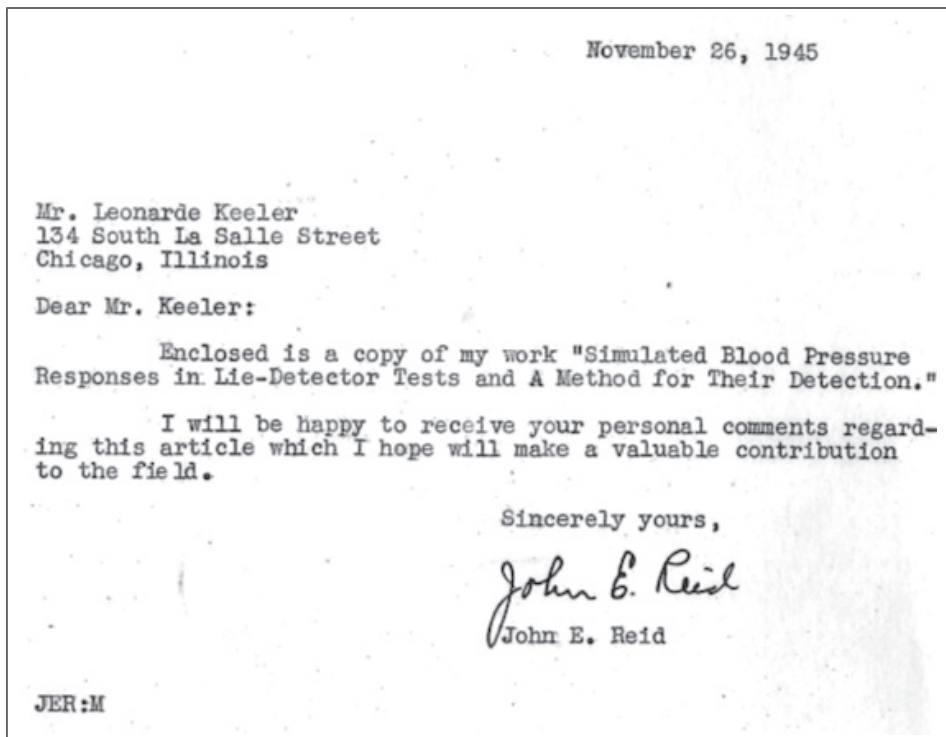 November 26, 1945
Mr. Leonarde Keeler
134 South La Salle Street
Chicago, Illinois
Dear Mr. Keeler:
Enclosed is a copy of my work "Simulated Blood Pressure
Responses in Lie-Detector Tests and A Method for Their Detection."
I will be happy to receive your personal comments regard-
ing this article which I hope will make a valuable contribution
to the field.
Sincerely yours,
John E. Reid
John E. Reid
JER:M